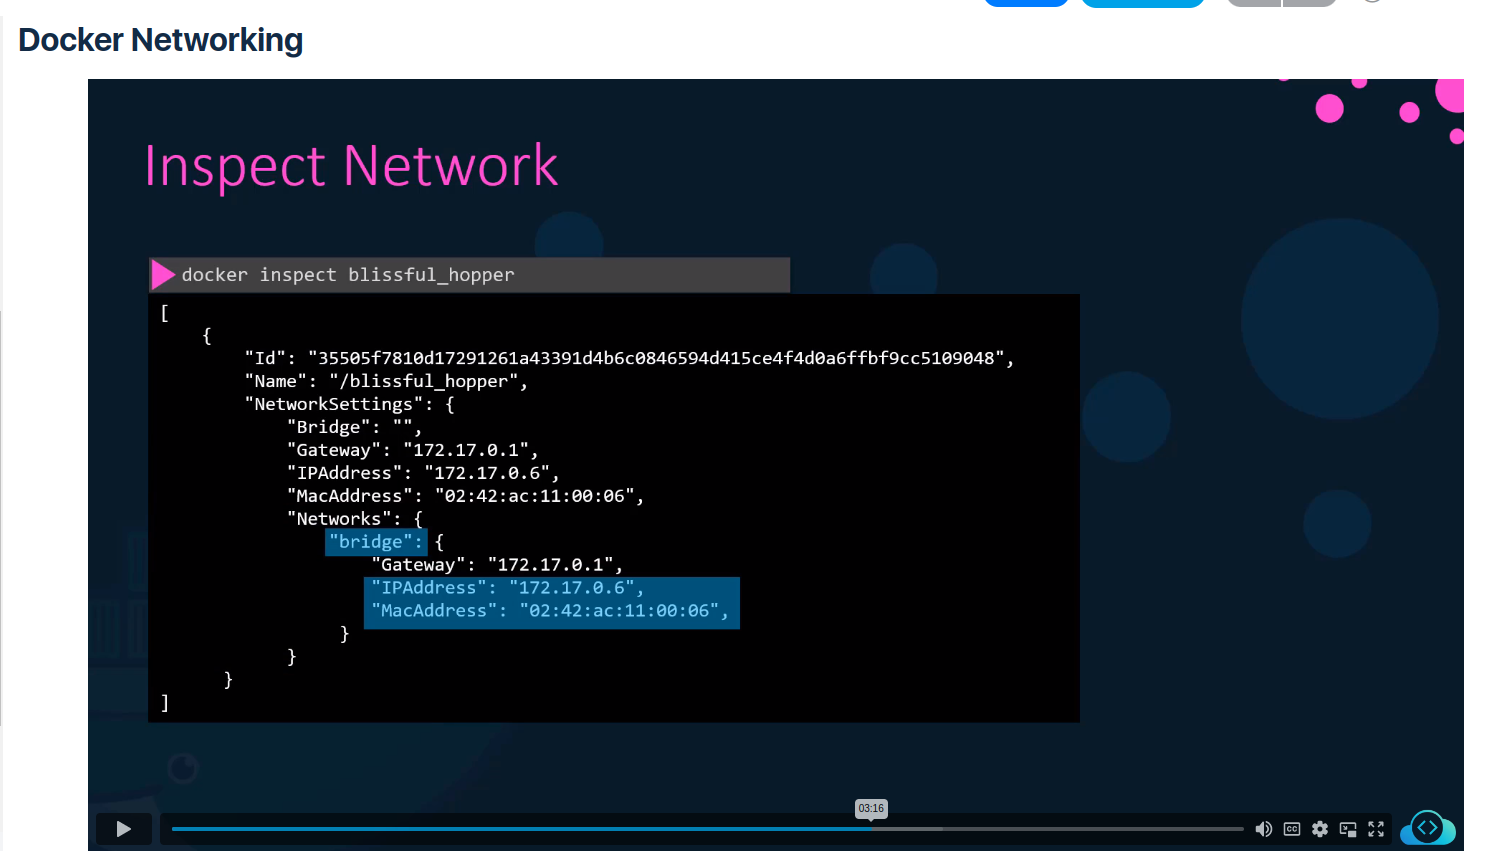 Docker Networking
Inspect Network
docker inspect blissful_hopper
[
{
"Id": "35505f7810d17291261a43391d4b6c0846594d415ce4f4d0a6ffbf9cc5109048",
"Name": "/blissful_hopper",
"NetworkSettings": {
"Bridge": "",
"Gateway": "172.17.0.1",
"IPAddress": "172.17.0.6",
"MacAddress": "02:42:ac:11:00:06",
"Networks": {
"bridge": {
"Gateway": "172.17.0.1",
"IPAddress": "172.17.0.6",
"MacAddress": "02:42:ac:11:00:06",
}
}
}
]
03:16
CC